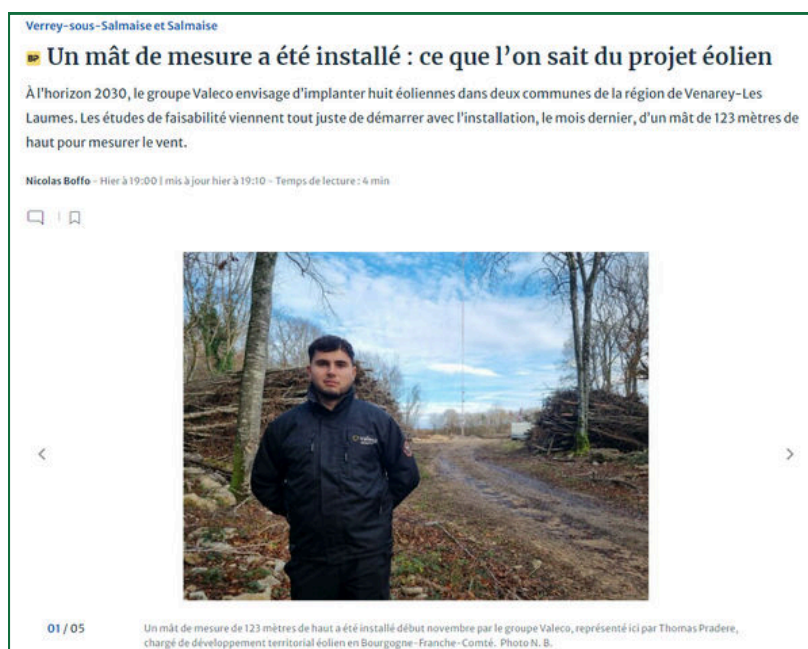 Verrey-sous-Salmaise et Salmaise
BP Un mât de mesure a été installé : ce que l’on sait du projet éolien
À l’horizon 2030, le groupe Valeco envisage d’implanter huit éoliennes dans deux communes de la région de Venarey-Les
Laumes. Les études de faisabilité viennent tout juste de démarrer avec l’installation, le mois dernier, d’un mât de 123 mètres de
haut pour mesurer le vent.
Nicolas Boffo - Hier à 19:00 | mis à jour hier à 19:10 - Temps de lecture : 4 min
valeco
01 / 05
Un mât de mesure de 123 mètres de haut a été installé début novembre par le groupe Valeco, représenté ici par Thomas Pradere,
chargé de développement territorial éolien en Bourgogne-Franche-Comté. Photo N. B.